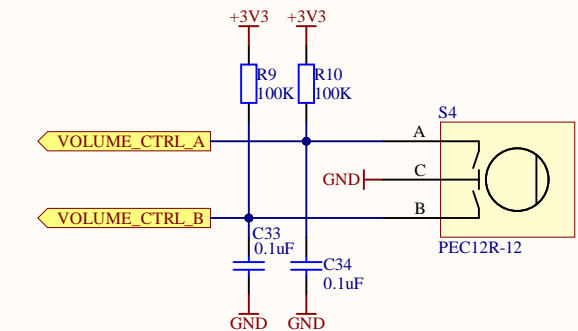 +3V3 +3V3
R9 R10
100K 100K
S4
VOLUME_CTRL_A A
GND C
VOLUME_CTRL_B B
C33
0.1uF
PEC12R-12
C34
0.1uF
GND GND